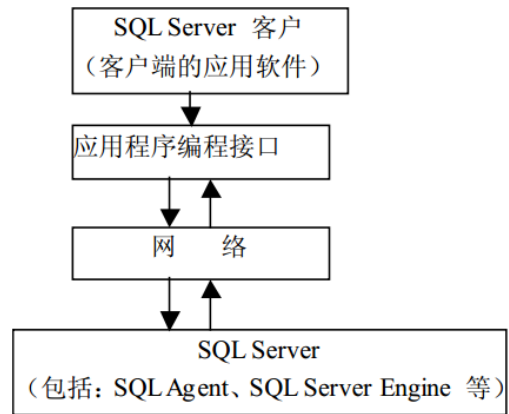 SQL Server 客户
（客户端的应用软件）
应用程序编程接口
网 络
SQL Server
（包括：SQL Agent、SQL Server Engine 等）